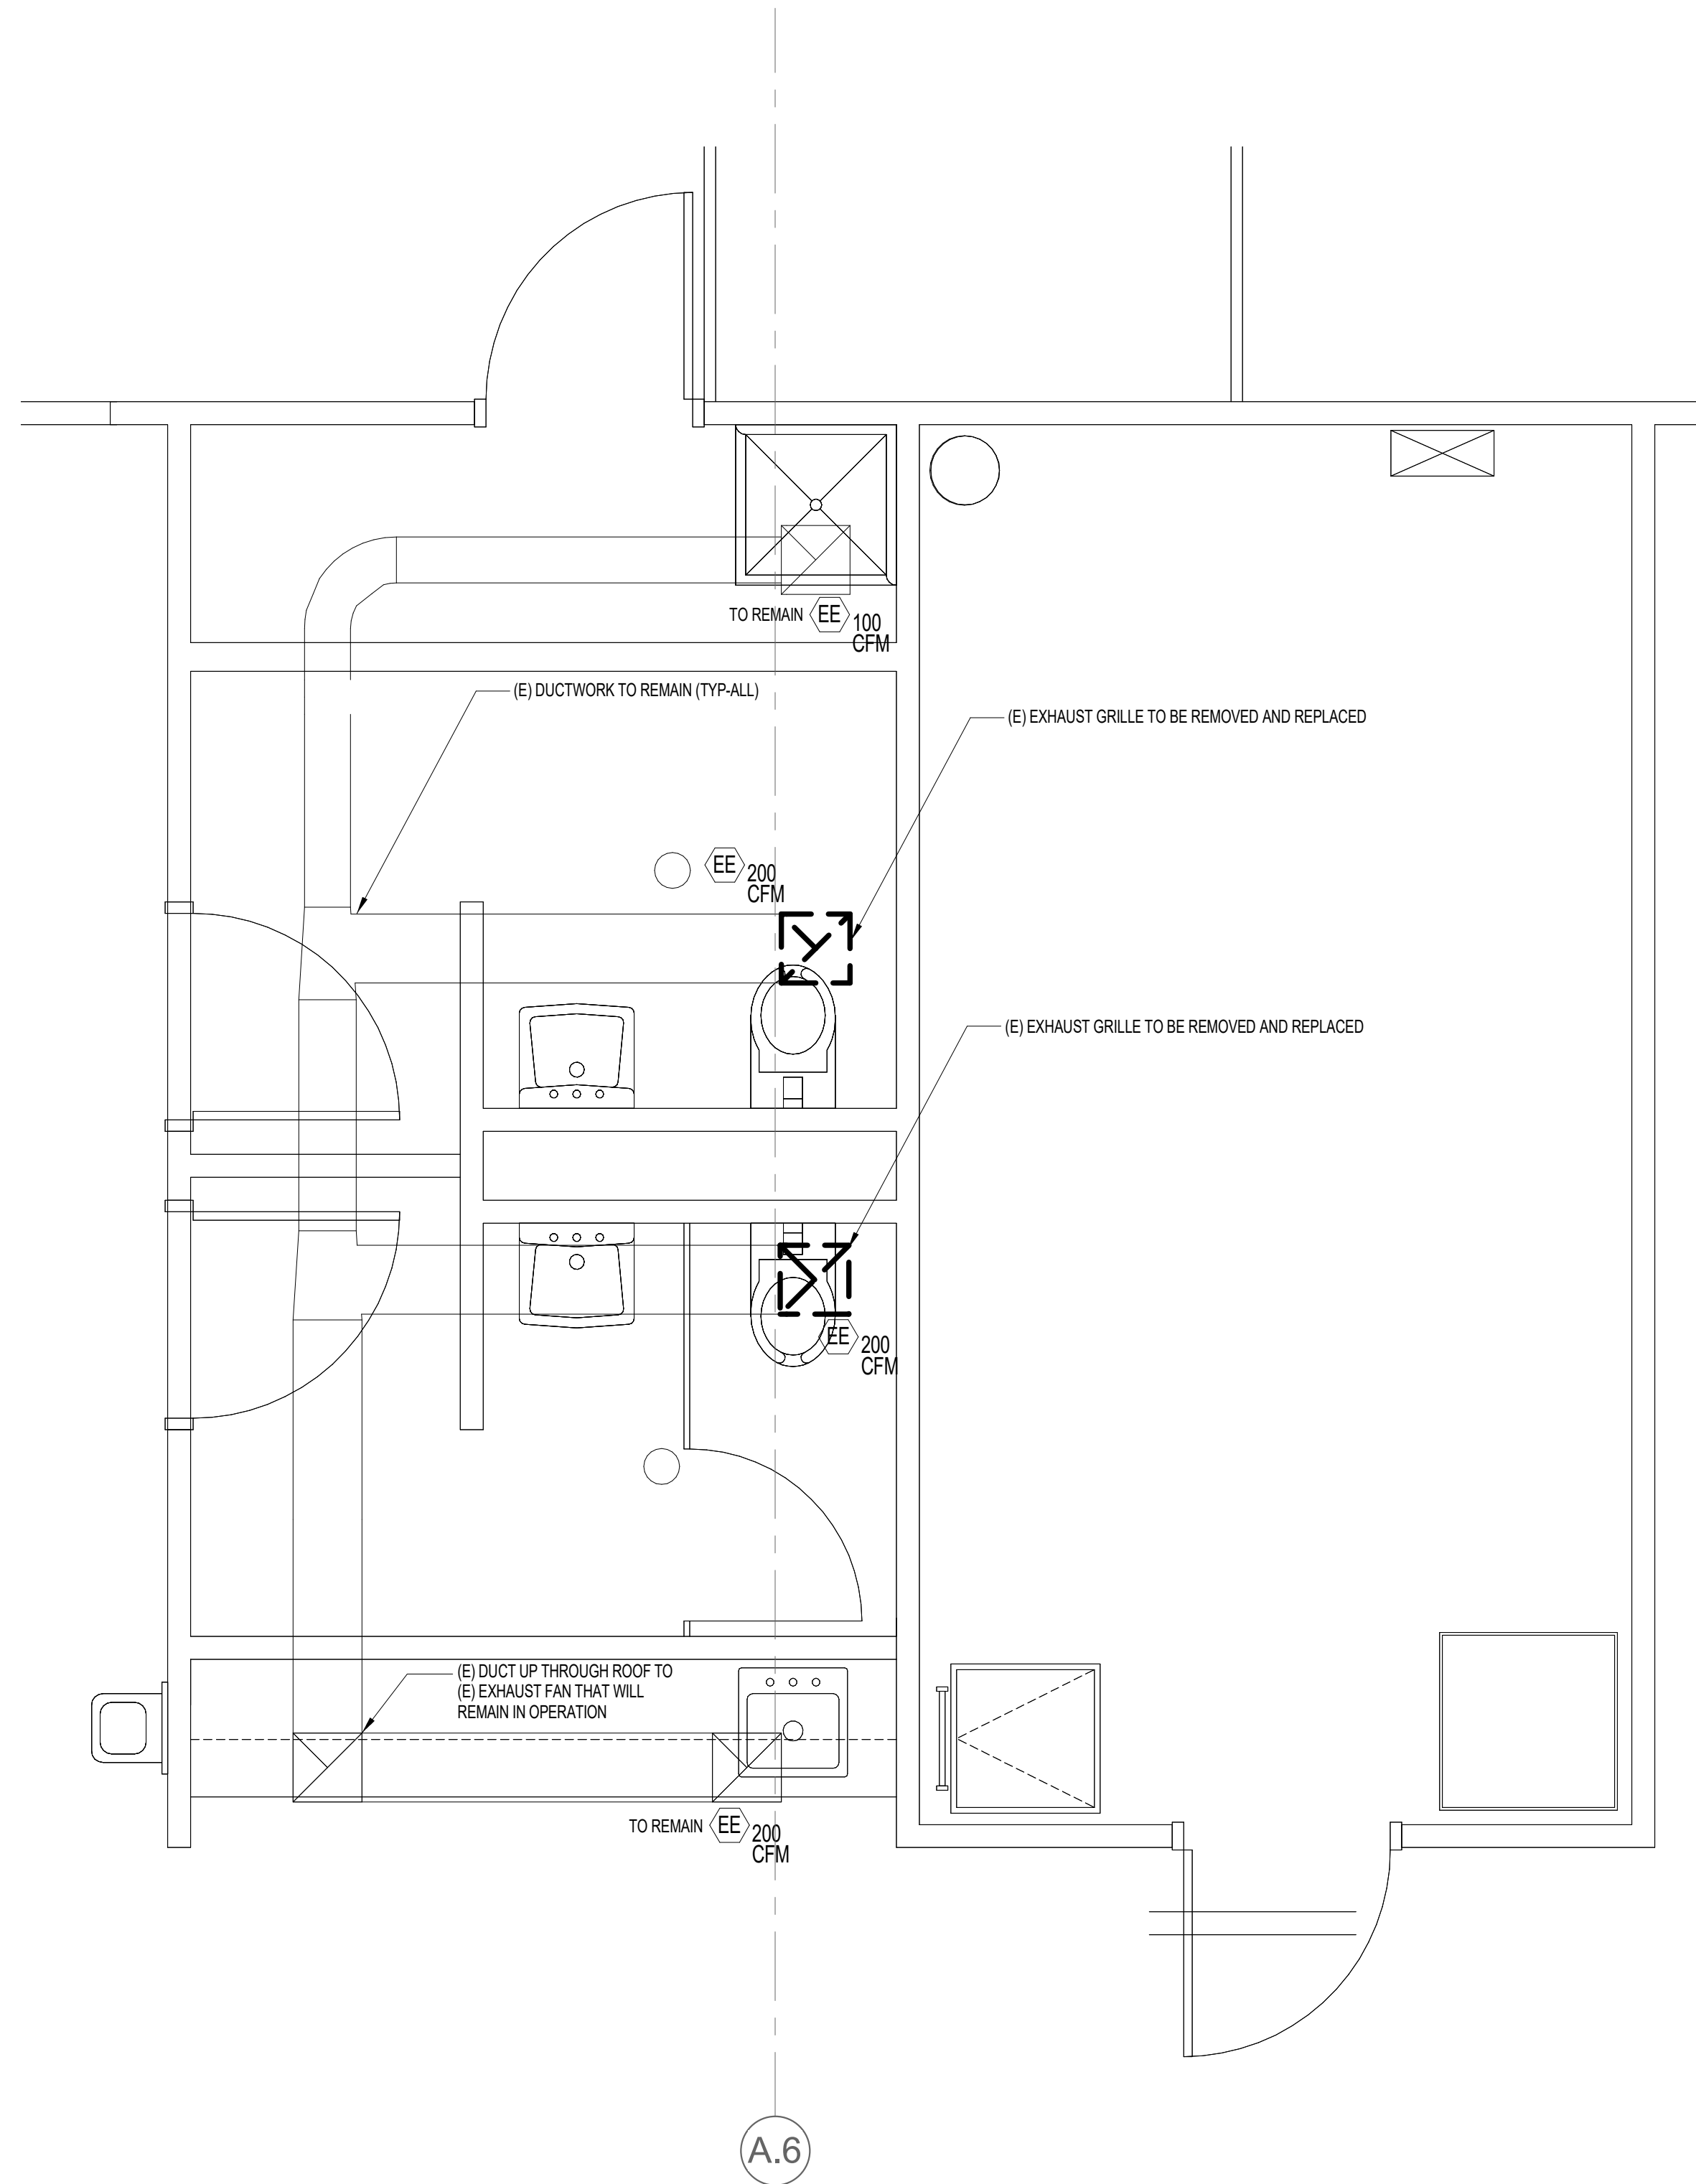 TO REMAIN EE 100
CFM
(E) DUCTWORK TO REMAIN (TYP-ALL)
(E) EXHAUST GRILLE TO BE REMOVED AND REPLACED
EE 200
CFM
(E) EXHAUST GRILLE TO BE REMOVED AND REPLACED
EE 200
CFM
(E) DUCT UP THROUGH ROOF TO
(E) EXHAUST FAN THAT WILL
REMAIN IN OPERATION
TO REMAIN EE 200
CFM
A.6